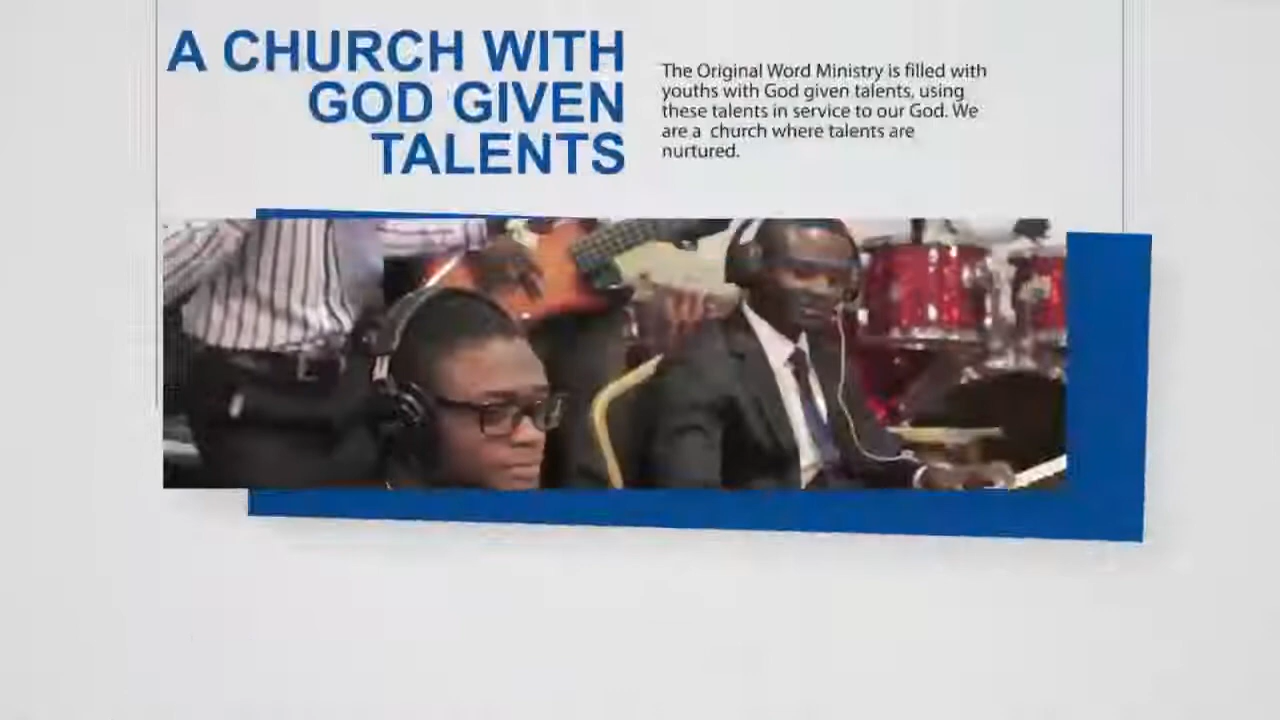 A CHURCH WITH
GOD GIVEN
TALENTS
The Original Word Ministry is filled with
youths with God given talents, using
these talents in service to our God. We
are a  church where talents are
nurtured.